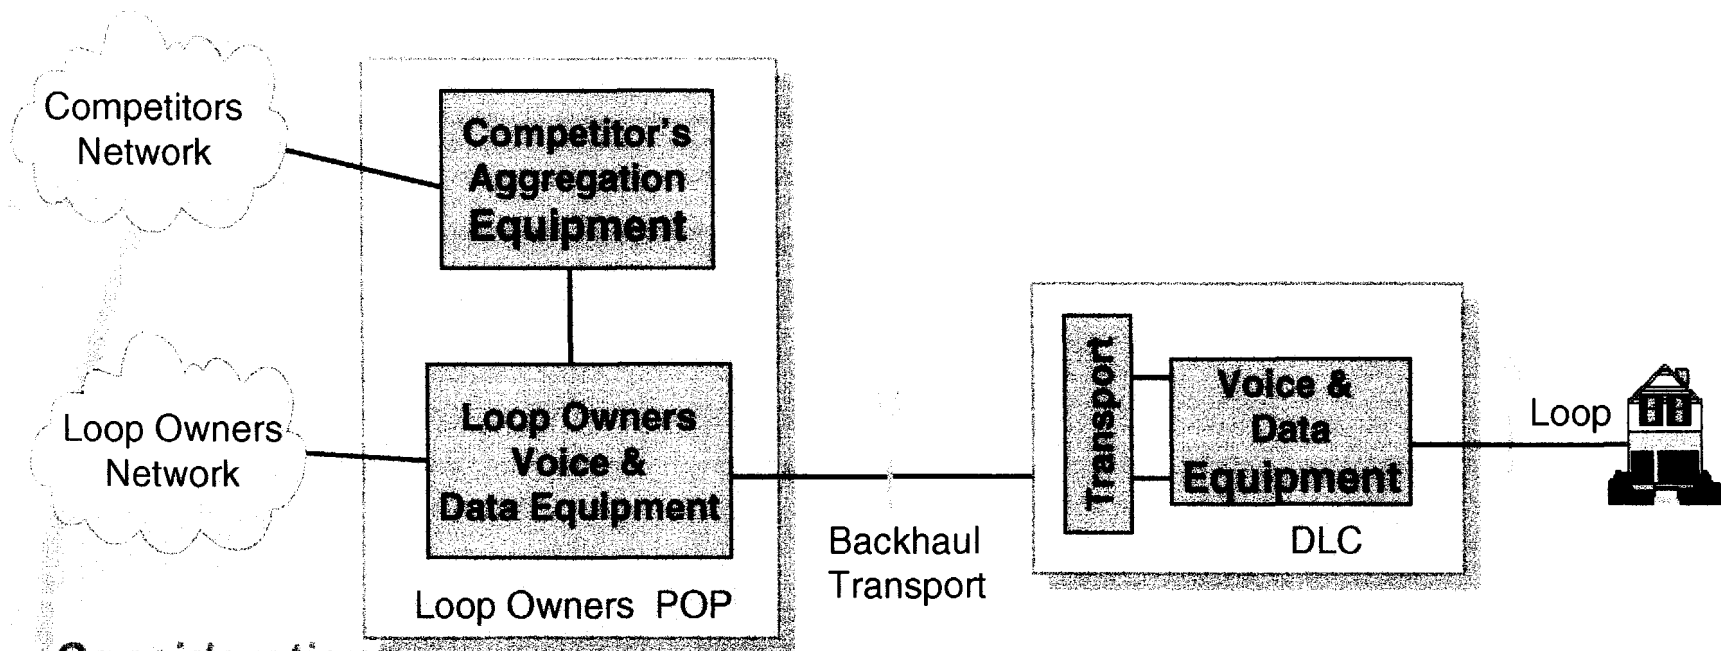 Competitors
Network
Competitor's
Aggregation
Equipment
Loop Owners
Network
Loop Owners
Voice &
Data Equipment
Loop Owners POP
Backhaul
Transport
Transport
Voice &
Data
Equipment
DLC
Loop